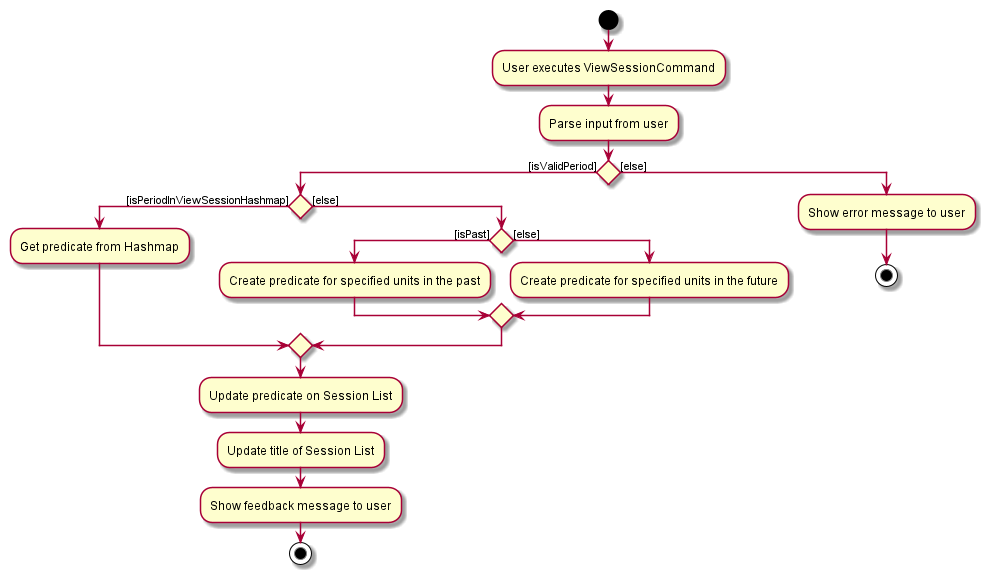 User executes ViewSessionCommand
Parse input from user
[isValidPeriod]
[else]
[isPeriodInViewSessionHashmap]
[else]
Show error message to user
Get predicate from Hashmap
[isPast]
[else]
Create predicate for specified units in the past
Create predicate for specified units in the future
Update predicate on Session List
Update title of Session List
Show feedback message to user